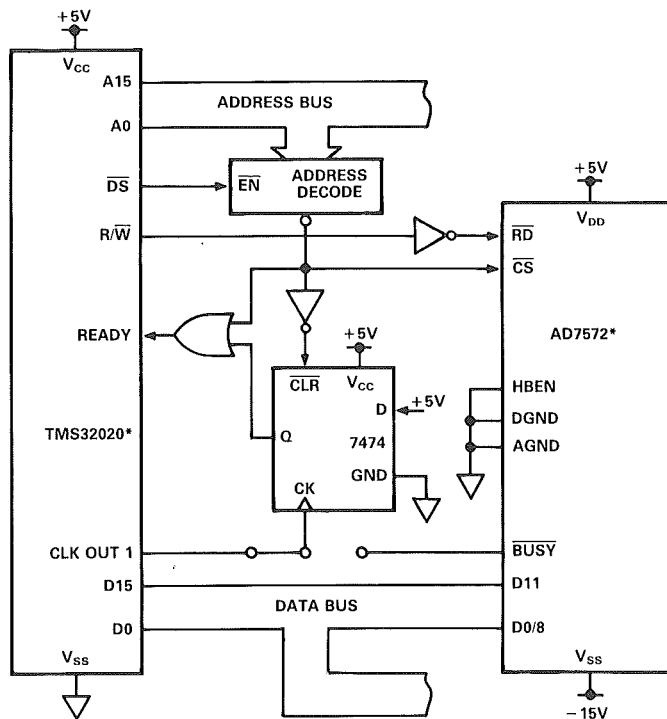 +5V
VCC
A15
ADDRESS BUS
A0
DS
EN
ADDRESS DECODE
R/W
+5V
VDD
RD
CS
READY
+5V
CLR
VCC
D
+5V
AD7572*
HBEN
DGND
AGND
TMS32020*
Q
7474
GND
CK
CLK OUT 1
BUSY
D15
D11
DATA BUS
D0
D0/8
VSS
VSS
−15V